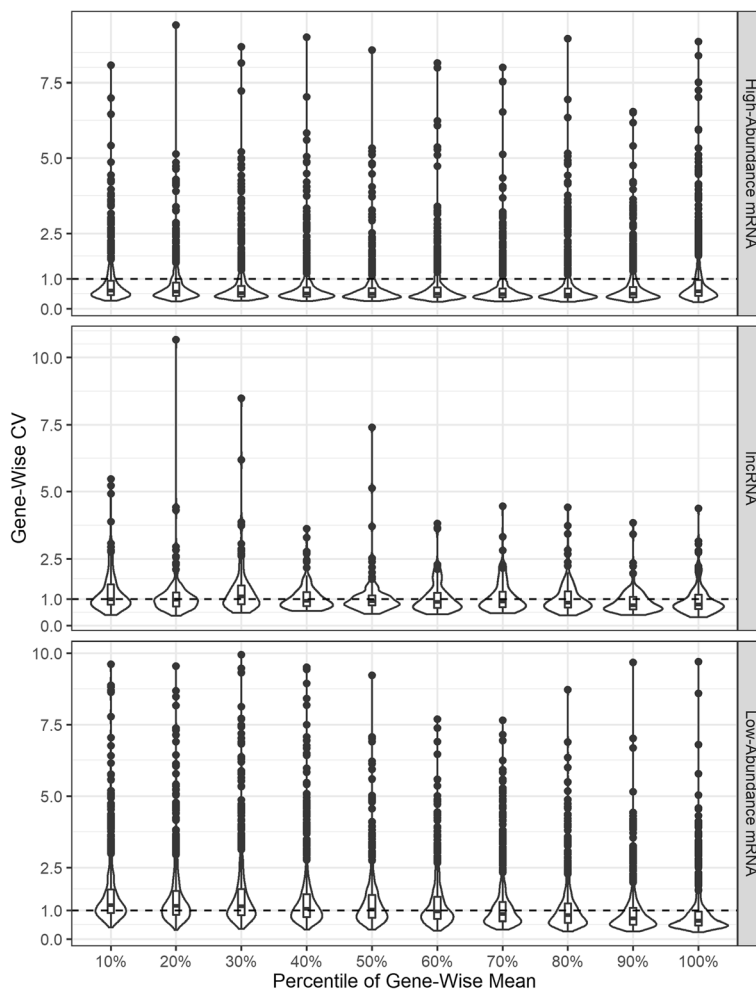 7.5
5.0
2.5
1.0
0.0
High-Abundance mRNA
10.0
7.5
5.0
2.5
1.0
0.0
lncRNA
Gene-Wise CV
10.0
7.5
5.0
2.5
1.0
0.0
Low-Abundance mRNA
10% 20% 30% 40% 50% 60% 70% 80% 90% 100%
Percentile of Gene-Wise Mean